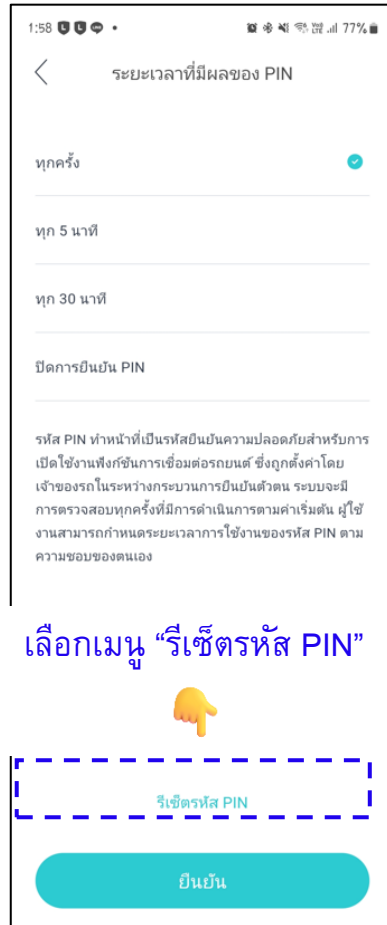 1:58 77%
ระยะเวลาที่มีผลของ PIN
ทุกครั้ง
ทุก 5 นาที
ทุก 30 นาที
ปิดการยืนยัน PIN
รหัส PIN ทำหน้าที่เป็นรหัสยืนยันความปลอดภัยสำหรับการ
เปิดใช้งานฟังก์ชันการเชื่อมต่อรถยนต์ ซึ่งถูกตั้งค่าโดย
เจ้าของรถในระหว่างกระบวนการยืนยันตัวตน ระบบจะมี
การตรวจสอบทุกครั้งที่มีการดำเนินการตามค่าเริ่มต้น ผู้ใช้
งานสามารถกำหนดระยะเวลาการใช้งานของรหัส PIN ตาม
ความชอบของตนเอง
เลือกเมนู “รีเซ็ตรหัส PIN”
รีเซ็ตรหัส PIN
ยืนยัน